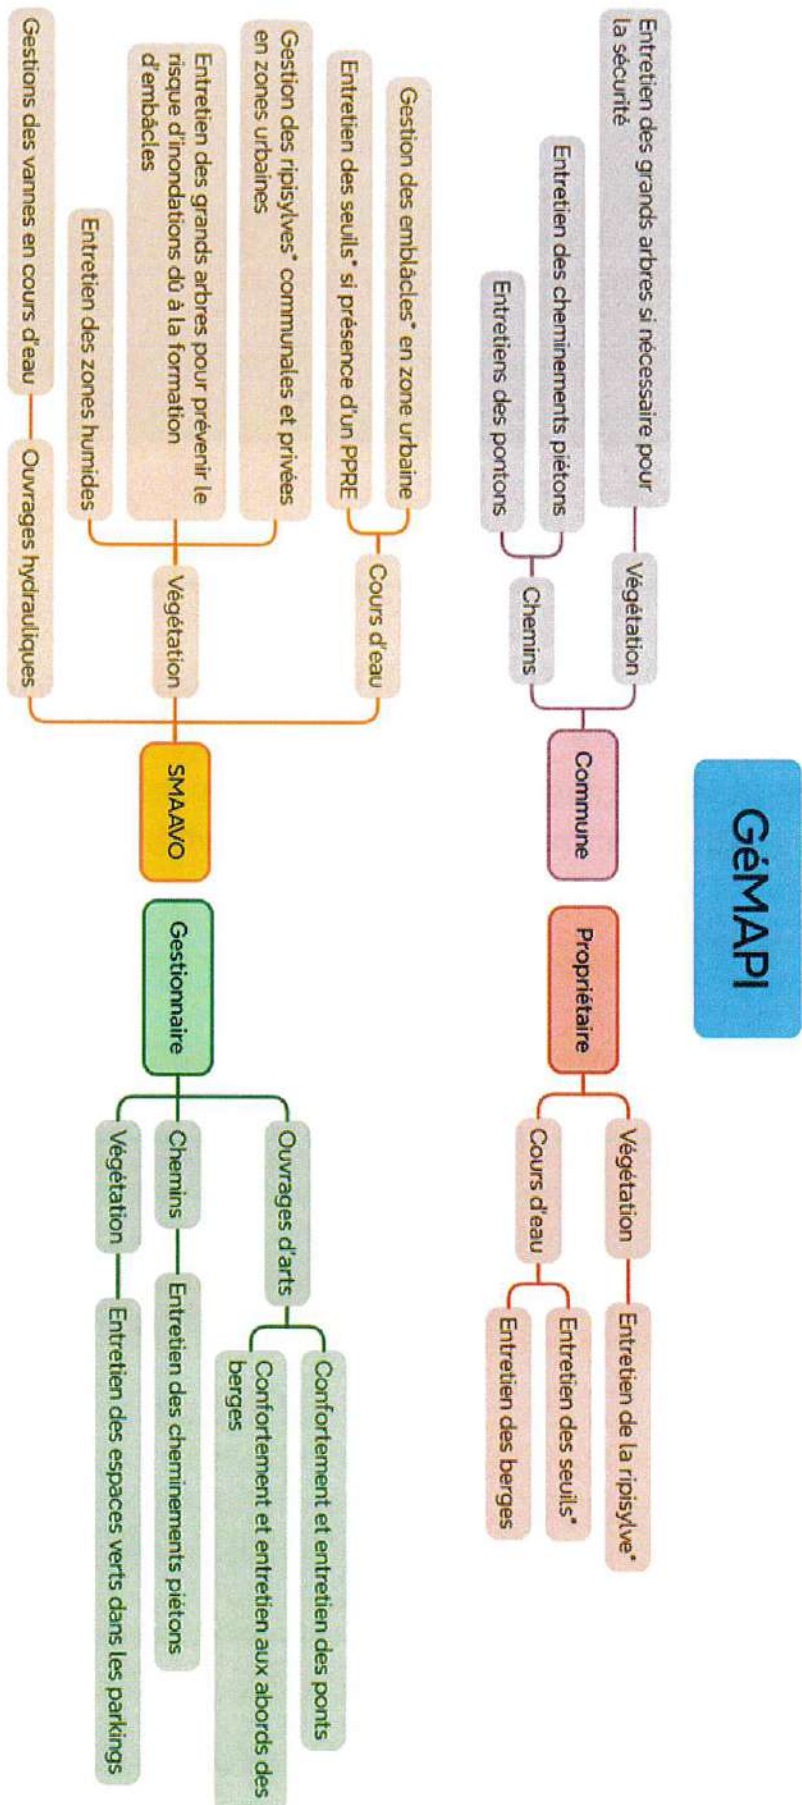 GéMAPI
Entretien des grands arbres si nécessaire pour
la sécurité
Végétation
Entretien des cheminements piétons
Entretiens des pontons
Chemins
Commune
Propriétaire
Végétation
Entretien de la ripisylve*
Cours d'eau
Entretien des seuils*
Entretien des berges
Gestion des emblâcles* en zone urbaine
Entretien des seuils* si présence d'un PPRE
Cours d'eau
Gestion des ripisylves* communales et privées
en zones urbaines
Entretien des grands arbres pour prévenir le
risque d'inondations dû à la formation
d'embâcles
Entretien des zones humides
Végétation
Gestions des vannes en cours d'eau
Ouvrages hydrauliques
SMAAVO
Gestionnaire
Ouvrages d'arts
Confortement et entretien des ponts
Confortement et entretien aux abords des
berges
Chemins
Entretien des cheminements piétons
Végétation
Entretien des espaces verts dans les parkings